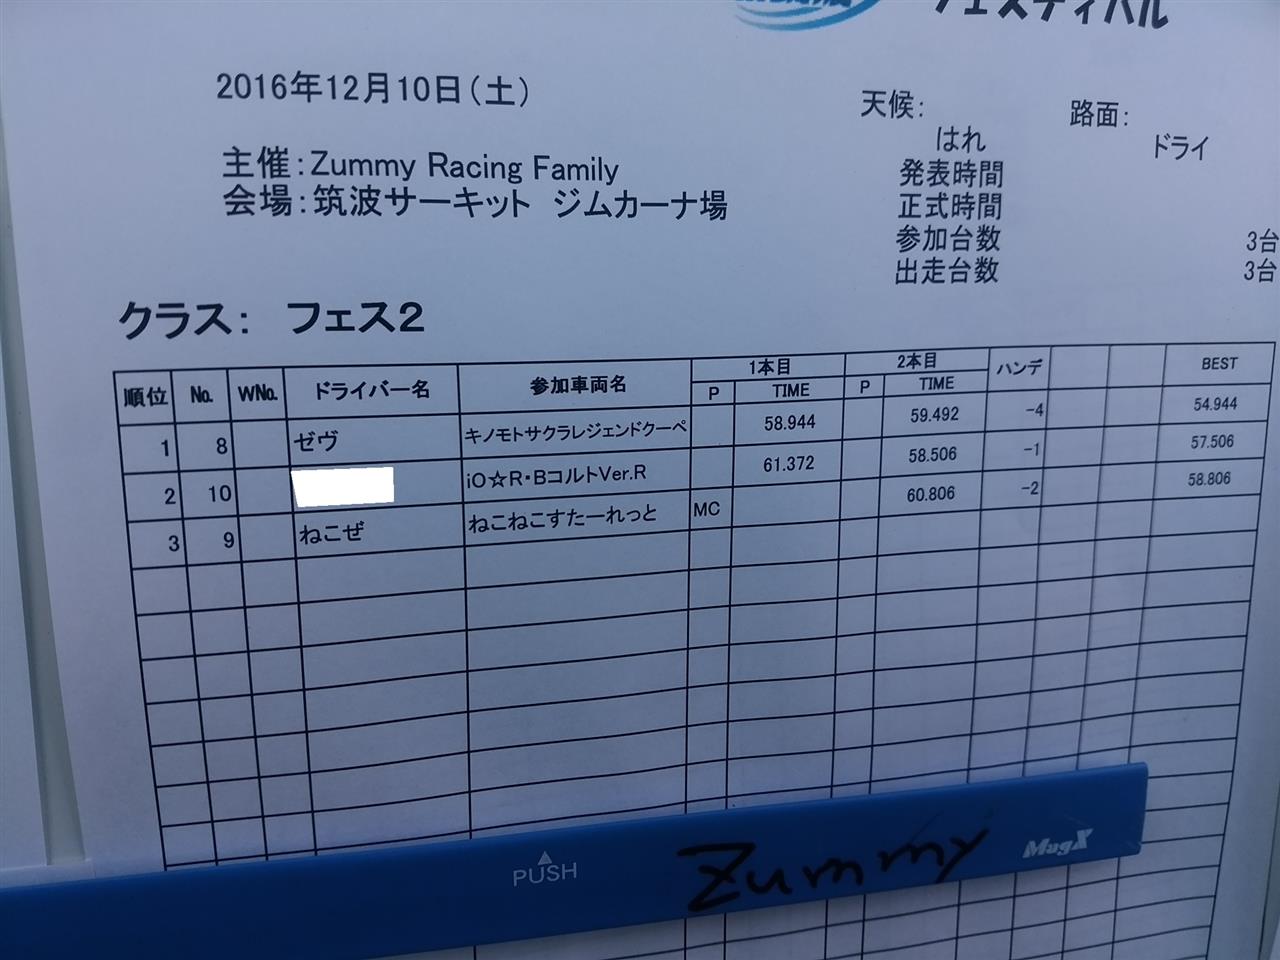 フェスティバル
2016年12月10日（土）
天候：
路面：
はれ
ドライ
主催：Zummy Racing Family
会場：筑波サーキット ジムカーナ場
発表時間
正式時間
参加台数 3台
出走台数 3台
クラス： フェス2
順位 No. WNo. ドライバー名 参加車両名 1本目 2本目 ハンデ BEST
P TIME P TIME
1 8 ゼヴ キノモトサクラレジェンドクーペ 58.944 59.492 -4 54.944
2 10 iO☆R・BコルトVer.R 61.372 58.506 -1 57.506
3 9 ねこぜ ねこねこすたーれっと MC 60.806 -2 58.806
PUSH
Zummy
MagX